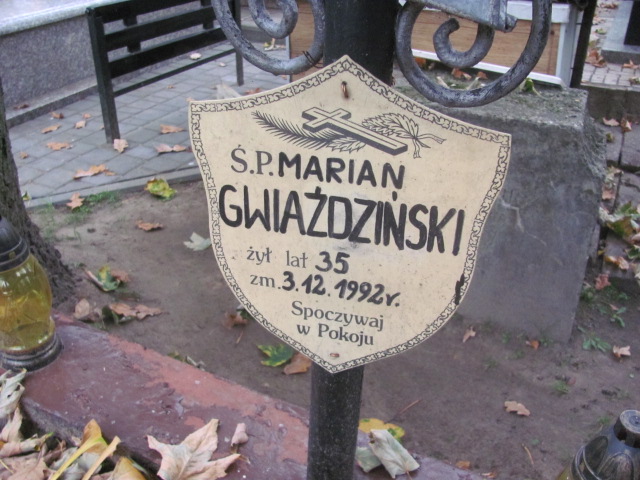 Ś.P. MARIAN
GWIAŹDZIŃSKI
żył lat 35
zm. 3.12.1992r.
Spoczywaj
w Pokoju